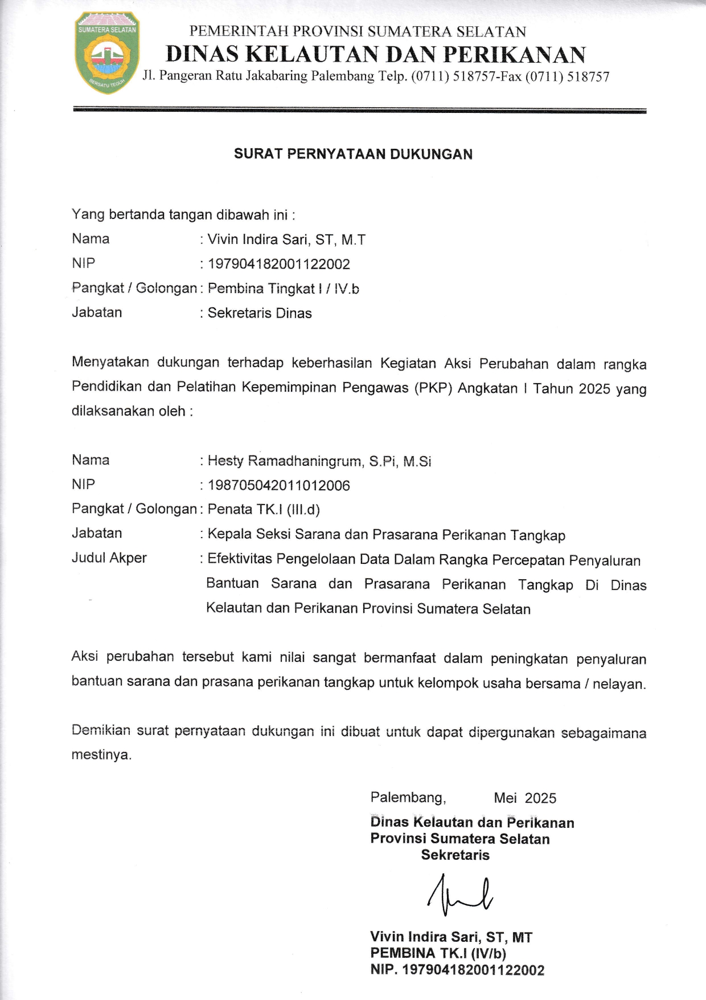 SUMATERA SELATAN
BERSATU TEGUH
PEMERINTAH PROVINSI SUMATERA SELATAN
DINAS KELAUTAN DAN PERIKANAN
Jl. Pangeran Ratu Jakabaring Palembang Telp. (0711) 518757-Fax (0711) 518757
SURAT PERNYATAAN DUKUNGAN
Yang bertanda tangan dibawah ini :
Nama : Vivin Indira Sari, ST, M.T
NIP : 197904182001122002
Pangkat / Golongan : Pembina Tingkat I / IV.b
Jabatan : Sekretaris Dinas
Menyatakan dukungan terhadap keberhasilan Kegiatan Aksi Perubahan dalam rangka
Pendidikan dan Pelatihan Kepemimpinan Pengawas (PKP) Angkatan I Tahun 2025 yang
dilaksanakan oleh :
Nama : Hesty Ramadhaningrum, S.Pi, M.Si
NIP : 198705042011012006
Pangkat / Golongan : Penata TK.I (III.d)
Jabatan : Kepala Seksi Sarana dan Prasarana Perikanan Tangkap
Judul Akper : Efektivitas Pengelolaan Data Dalam Rangka Percepatan Penyaluran
Bantuan Sarana dan Prasarana Perikanan Tangkap Di Dinas
Kelautan dan Perikanan Provinsi Sumatera Selatan
Aksi perubahan tersebut kami nilai sangat bermanfaat dalam peningkatan penyaluran
bantuan sarana dan prasana perikanan tangkap untuk kelompok usaha bersama / nelayan.
Demikian surat pernyataan dukungan ini dibuat untuk dapat dipergunakan sebagaimana
mestinya.
Palembang, Mei 2025
Dinas Kelautan dan Perikanan
Provinsi Sumatera Selatan
Sekretaris
Vivin Indira Sari, ST, MT
PEMBINA TK.I (IV/b)
NIP. 197904182001122002